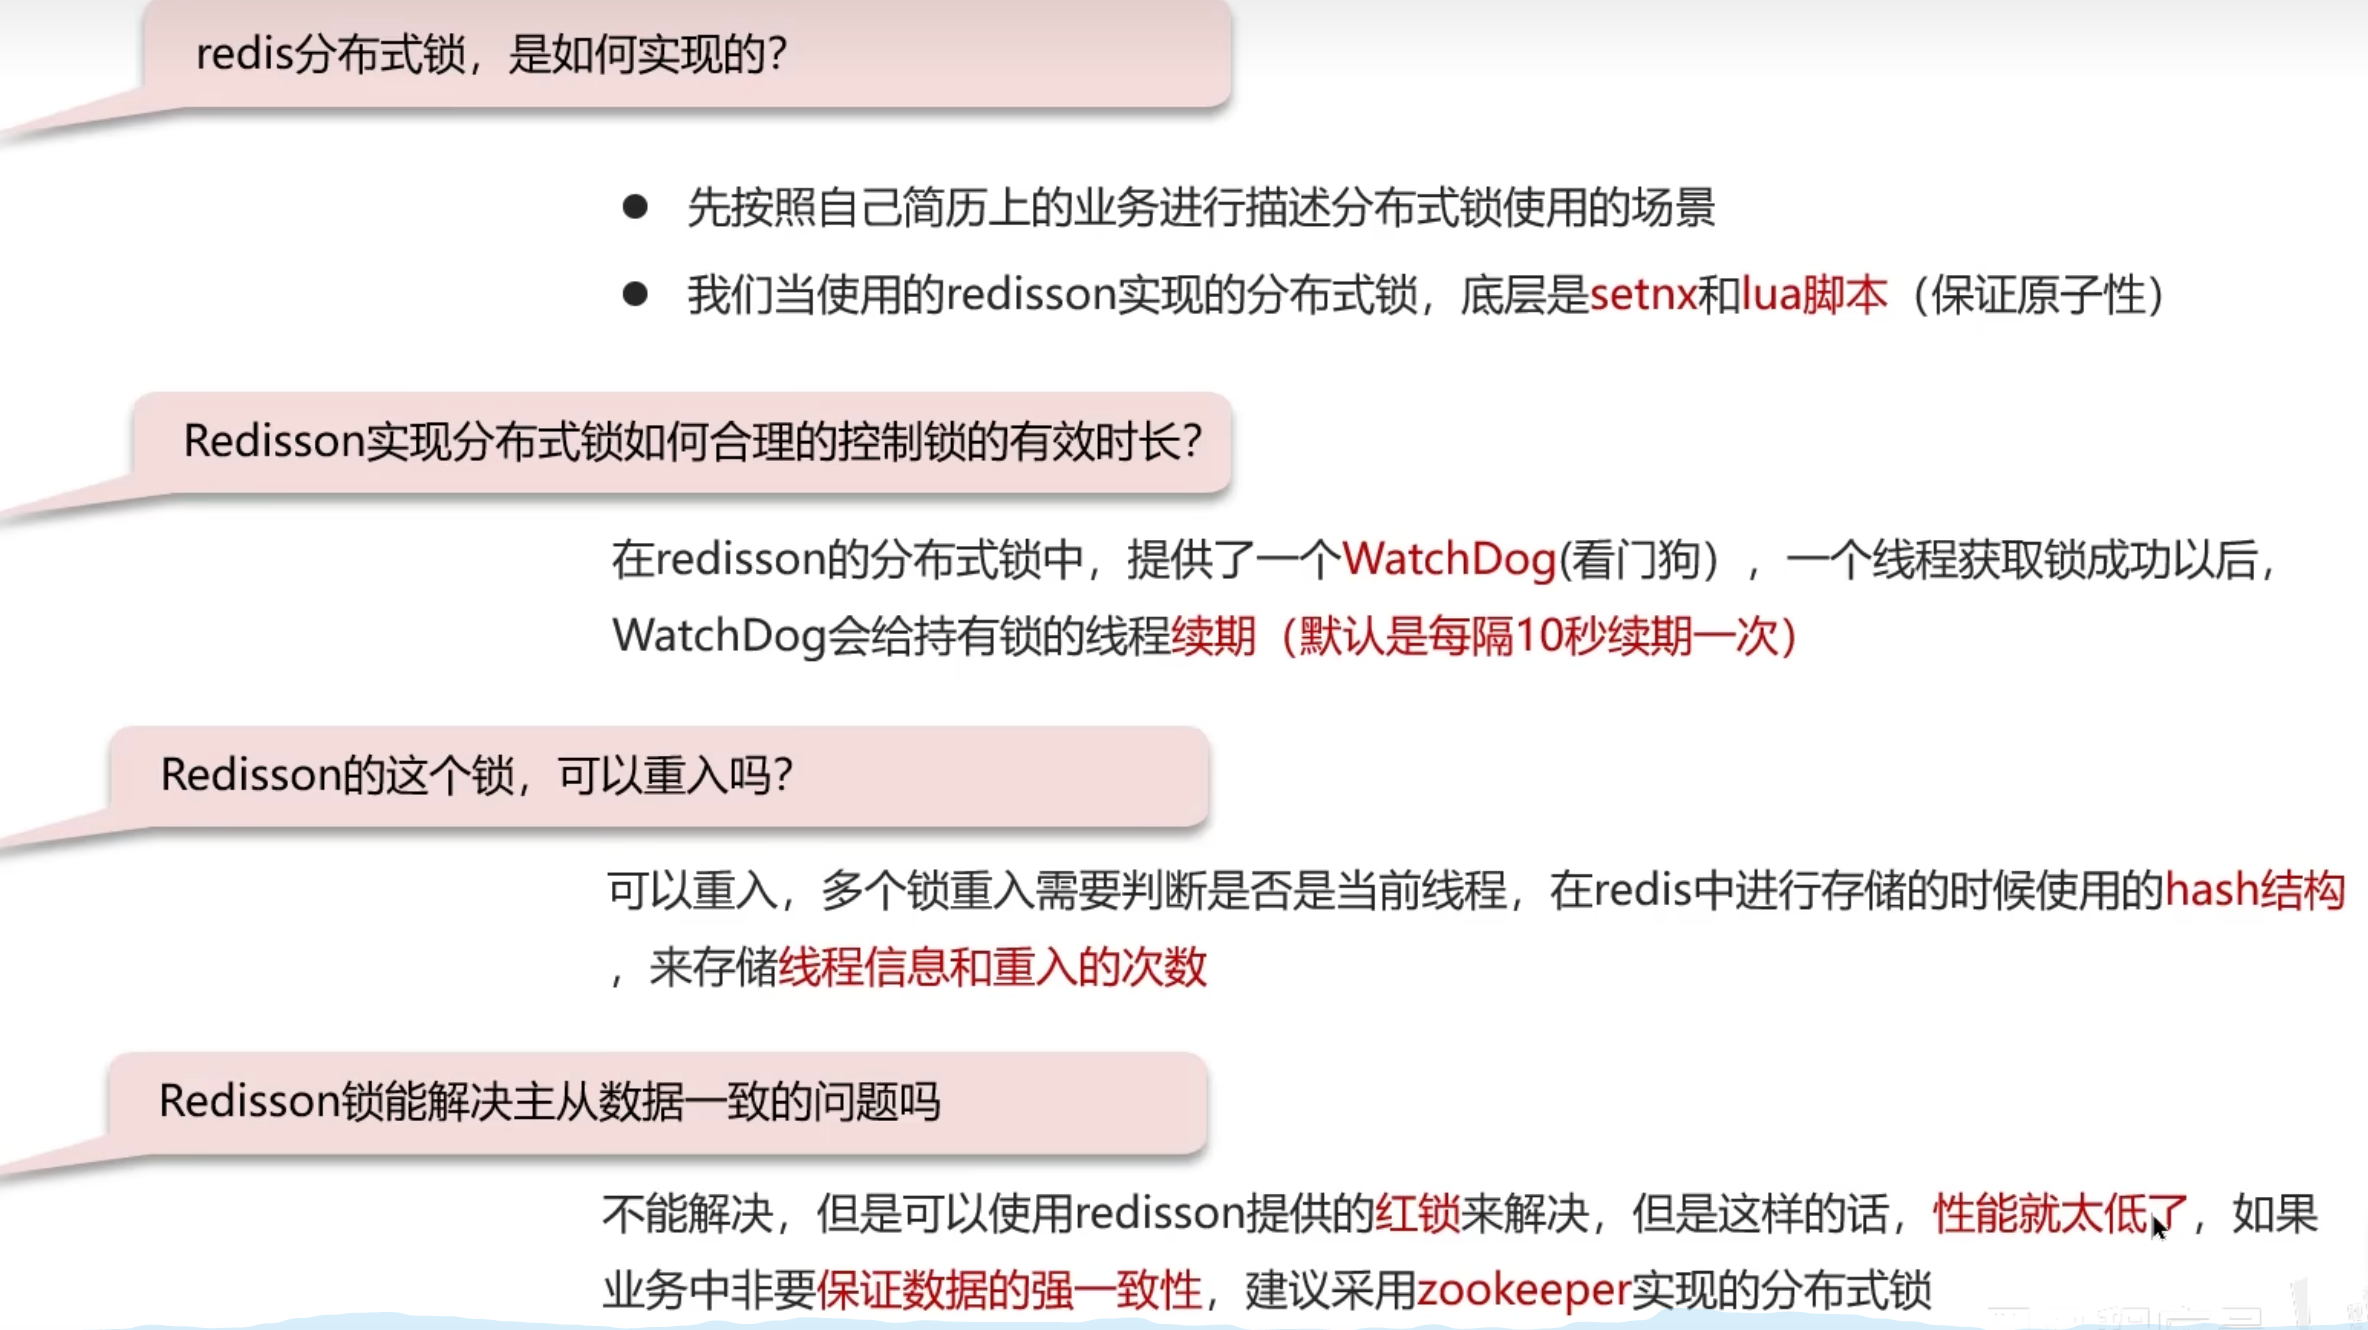 redis分布式锁，是如何实现的？
● 先按照自己简历上的业务进行描述分布式锁使用的场景
● 我们当使用的redisson实现的分布式锁，底层是setnx和lua脚本（保证原子性）
Redisson实现分布式锁如何合理的控制锁的有效时长？
在redisson的分布式锁中，提供了一个WatchDog(看门狗），一个线程获取锁成功以后，
WatchDog会给持有锁的线程续期（默认是每隔10秒续期一次）
Redisson的这个锁，可以重入吗？
可以重入，多个锁重入需要判断是否是当前线程，在redis中进行存储的时候使用的hash结构
，来存储线程信息和重入的次数
Redisson锁能解决主从数据一致的问题吗
不能解决，但是可以使用redisson提供的红锁来解决，但是这样的话，性能就太低了，如果
业务中非要保证数据的强一致性，建议采用zookeeper实现的分布式锁